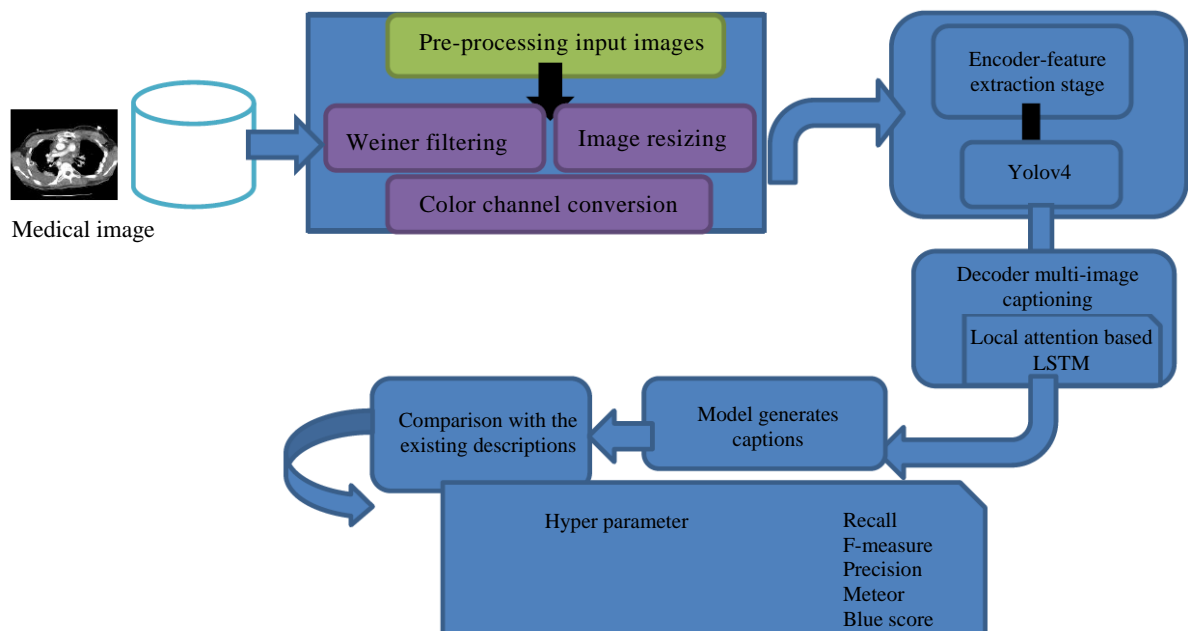 Pre-processing input images
Weiner filtering
Image resizing
Color channel conversion
Medical image
Encoder-feature
extraction stage
Yolov4
Decoder multi-image
captioning
Local attention based
LSTM
Model generates
captions
Comparison with the
existing descriptions
Hyper parameter
Recall
F-measure
Precision
Meteor
Blue score